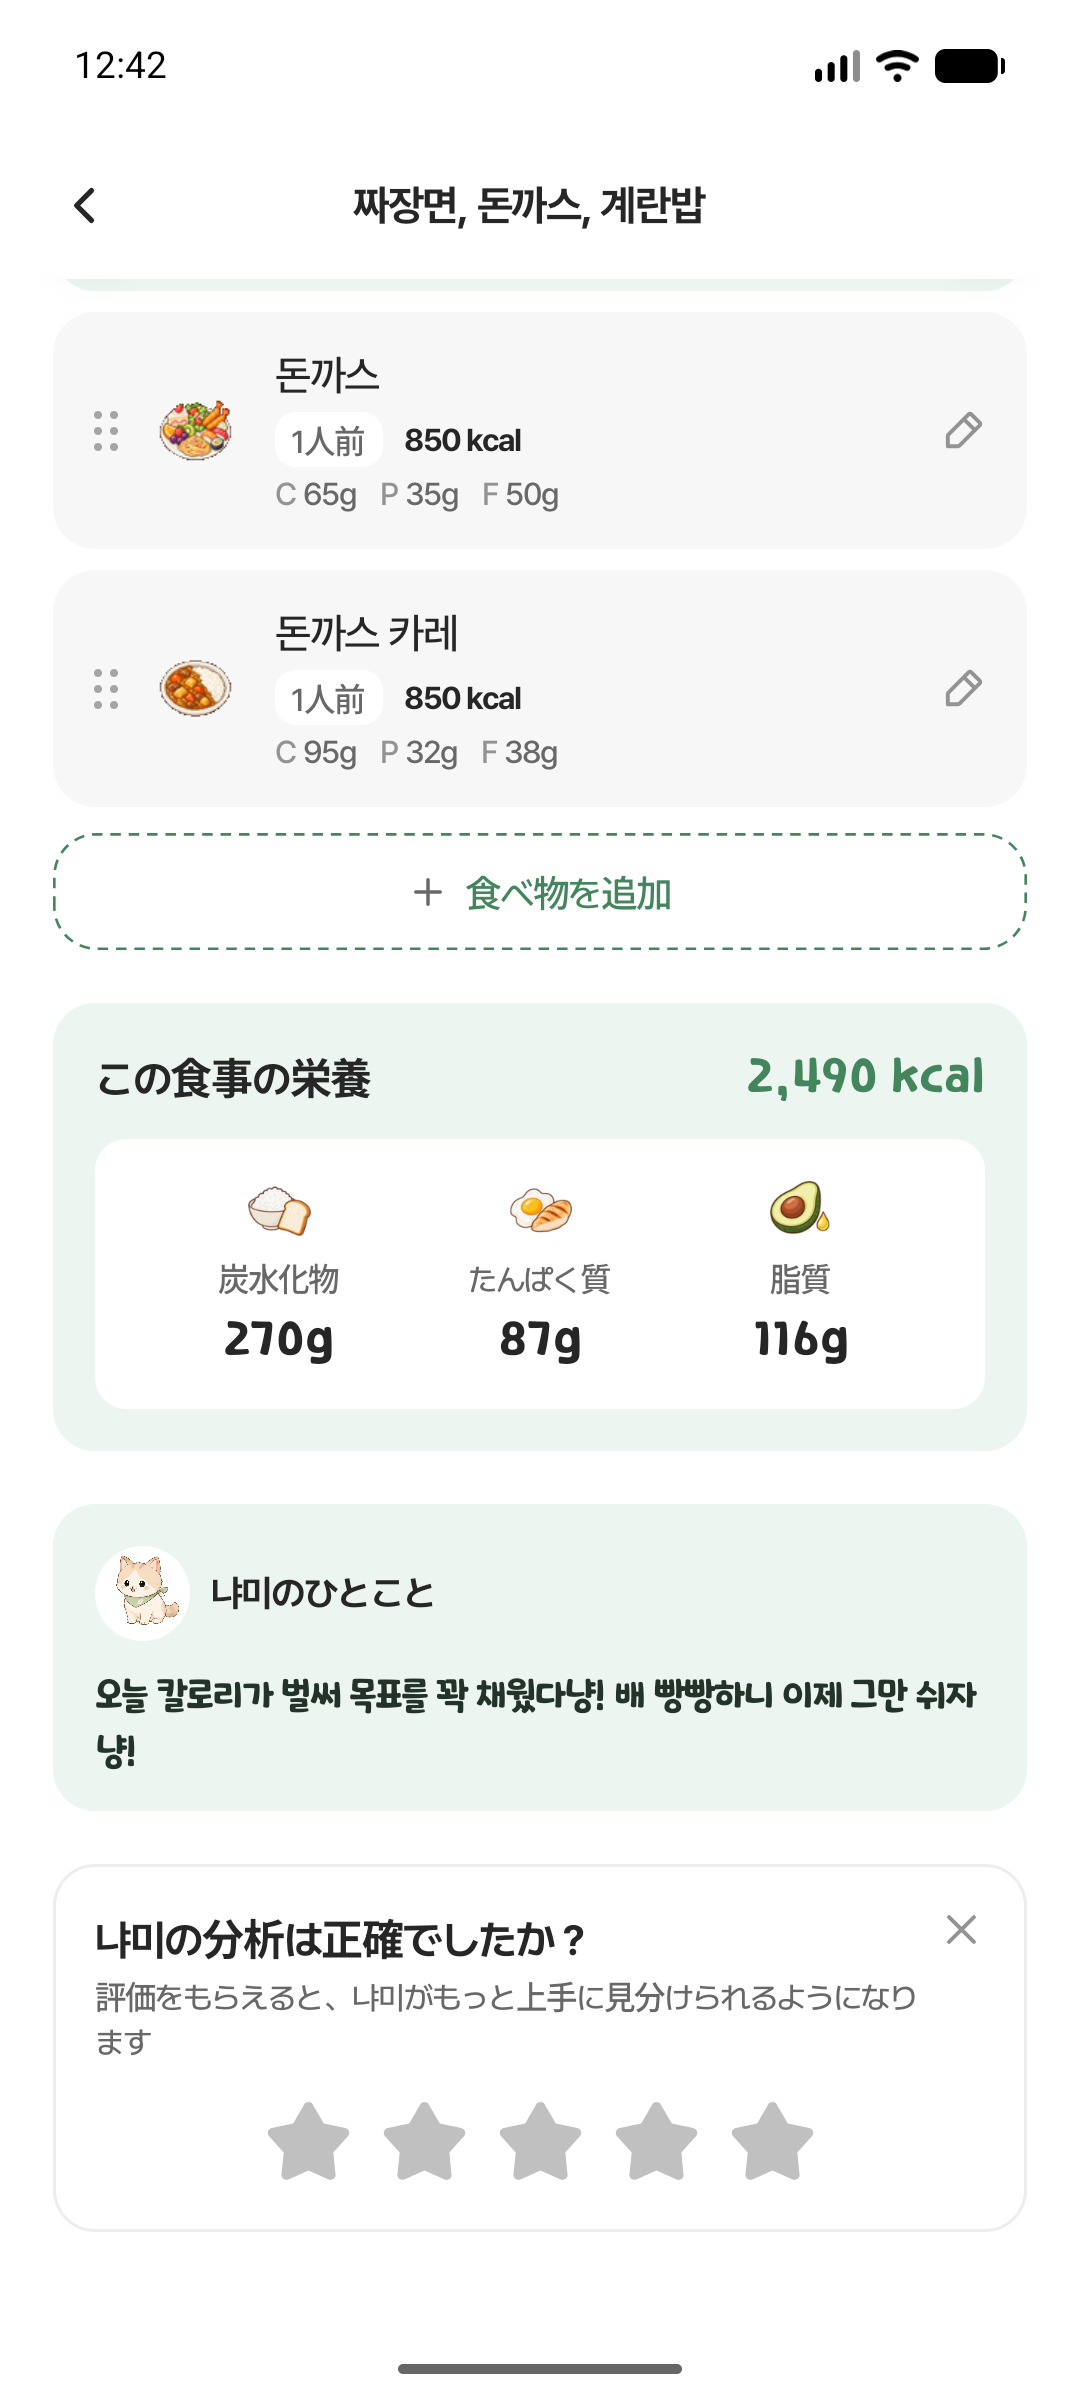 12:42
짜장면, 돈까스, 계란밥
돈까스
1人前 850 kcal
C 65g P 35g F 50g
돈까스 카레
1人前 850 kcal
C 95g P 32g F 38g
+ 食べ物を追加
この食事の栄養 2,490 kcal
炭水化物 たんぱく質 脂質
270g 87g 116g
냐미のひとこと
오늘 칼로리가 벌써 목표를 꽉 채웠다냥! 배 빵빵하니 이제 그만 쉬자
냥!
냐미の分析は正確でしたか？
評価をもらえると、냐미がもっと上手に見分けられるようになり
ます